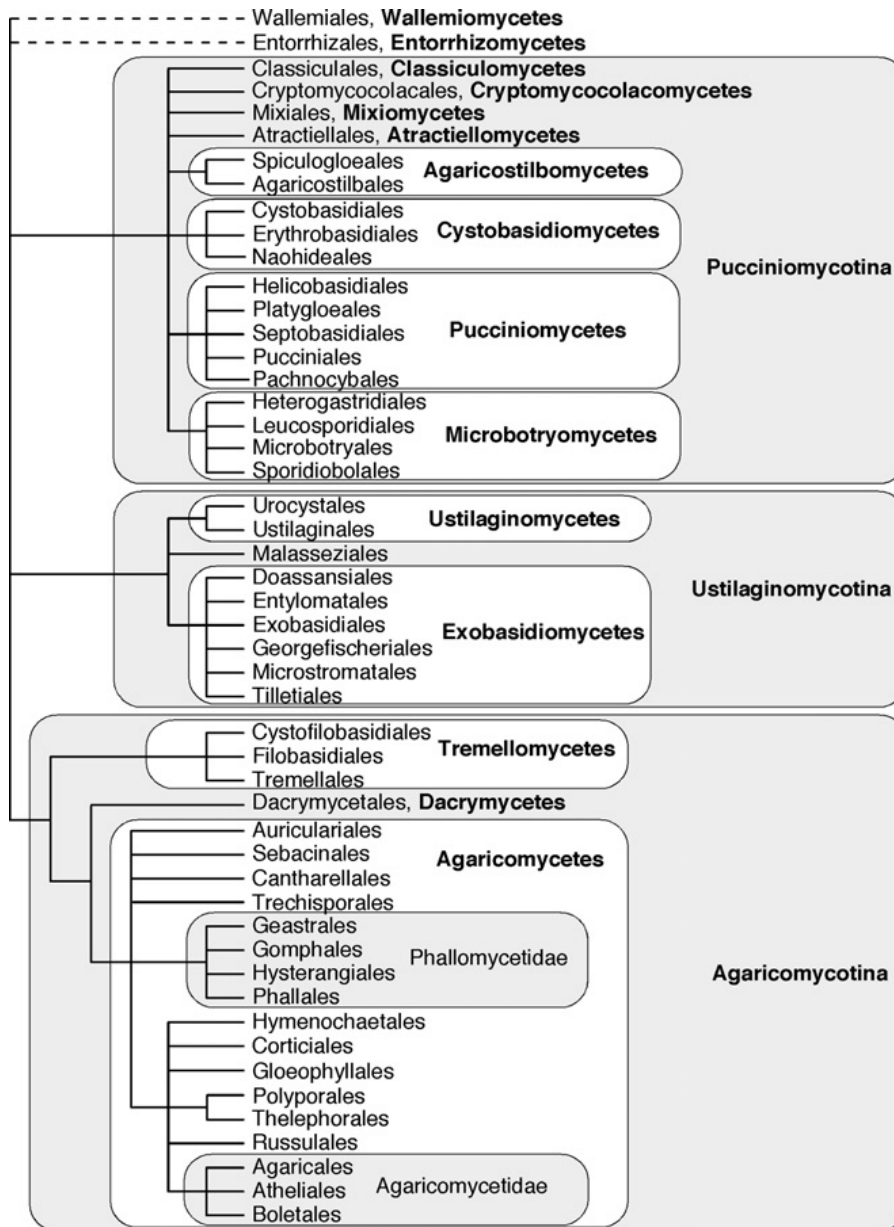 Wallemiales, Wallemiomycetes
Entorrhizales, Entorrhizomycetes
Classiculales, Classiculomycetes
Cryptomycocolacales, Cryptomycocolacomycetes
Mixiales, Mixiomycetes
Atractiellales, Atractiellomycetes
Spiculogloeales
Agaricostilbales
Agaricostilbomycetes
Cystobasidiales
Erythrobasidiales
Naohideales
Cystobasidiomycetes
Pucciniomycotina
Helicobasidiales
Platygloeales
Septobasidiales
Pucciniales
Pachnocybales
Pucciniomycetes
Heterogastridiales
Leucosporidiales
Microbotryales
Sporidiobolales
Microbotryomycetes
Urocystales
Ustilaginales
Ustilaginomycetes
Malasseziales
Doassansiales
Entylomatales
Exobasidiales
Georgefischeriales
Microstromatales
Tilletiales
Exobasidiomycetes
Ustilaginomycotina
Cystofilobasidiales
Filobasidiales
Tremellales
Tremellomycetes
Dacrymycetales, Dacrymycetes
Auriculariales
Sebacinales
Cantharellales
Trechisporales
Agaricomycetes
Geastrales
Gomphales
Hysterangiales
Phallales
Phallomycetidae
Agaricomycotina
Hymenochaetales
Corticiales
Gloeophyllales
Polyporales
Thelephorales
Russulales
Agaricales
Atheliales
Boletales
Agaricomycetidae